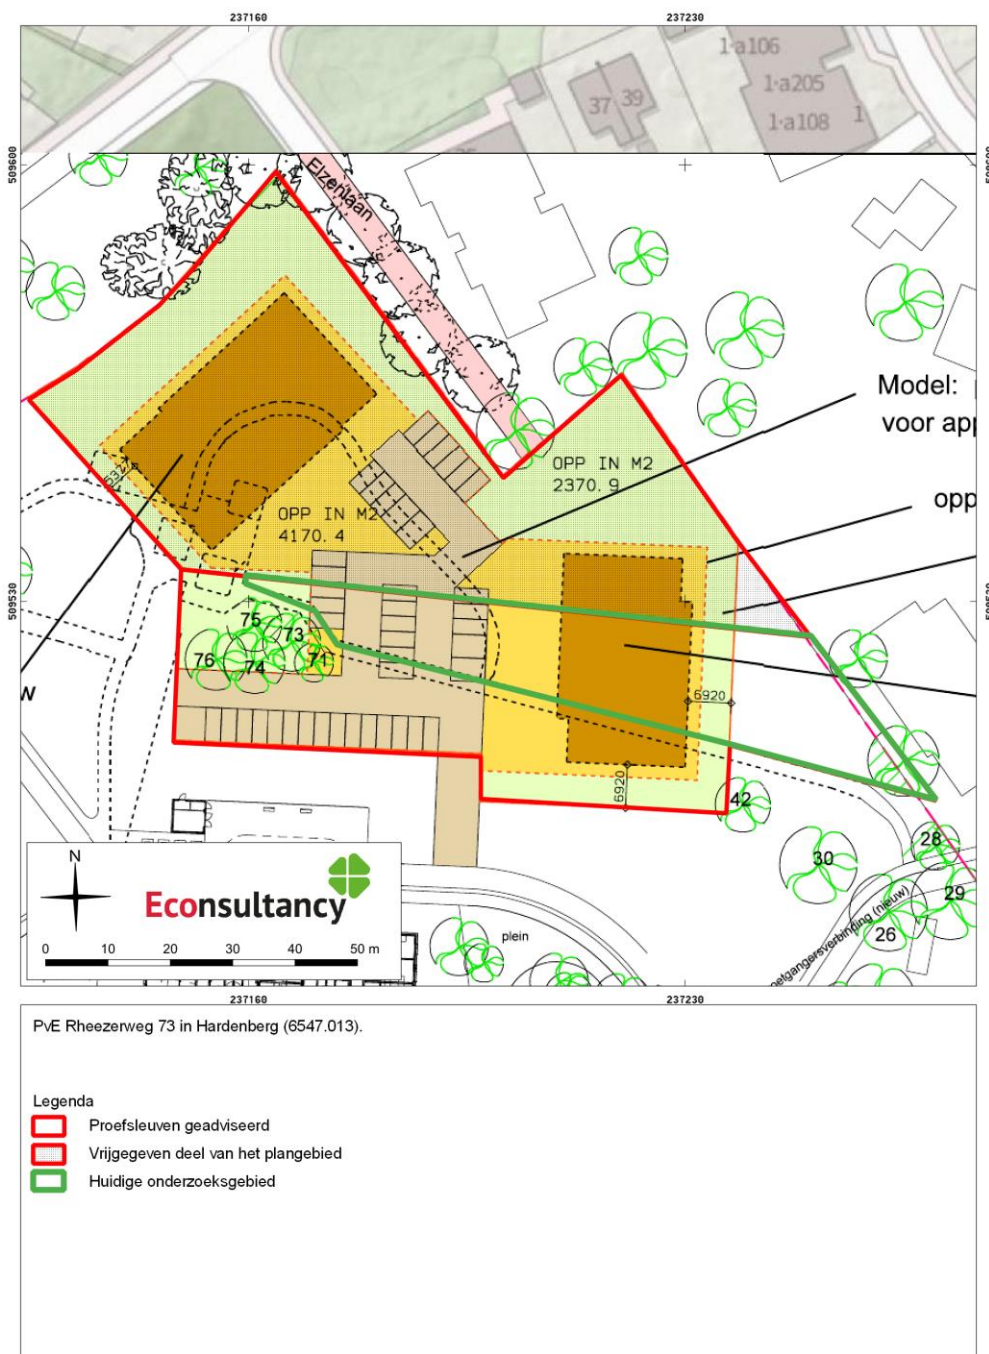 237160
237230
1-a106
1-a205
37
39
1-a108
1
509600
509600
Elzenlaan
Model:
voor app
OPP IN M2
2370.9
opp
OPP IN M2
4170.4
509530
509530
75
73
76
74
71
6920
6920
42
28
30
29
26
plein
N
Econsultancy
0 10 20 30 40 50 m
237160
237230
PvE Rheezerweg 73 in Hardenberg (6547.013).
Legenda
Proefsleuven geadviseerd
Vrijgegeven deel van het plangebied
Huidige onderzoeksgebied